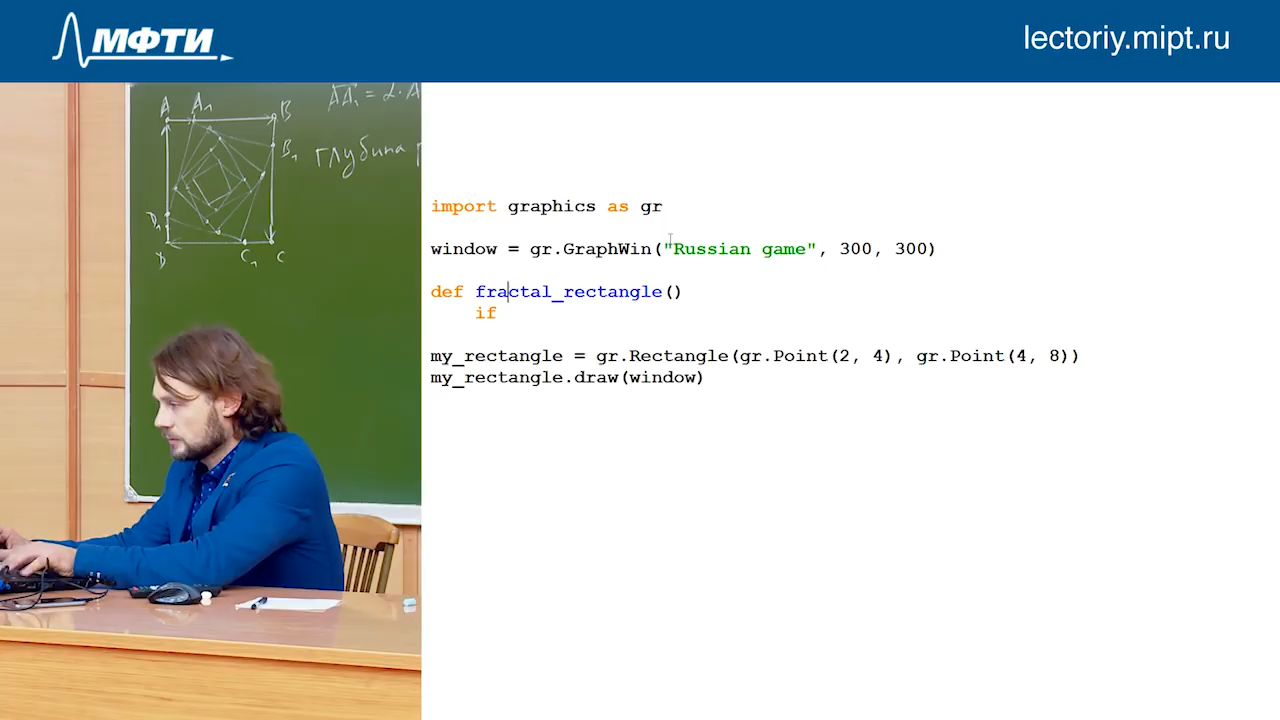 МФТИ
lectoriy.mipt.ru
A A₁ B
B₁
D₁
D C₁ C
AA₁ = α · A
глубина
import graphics as gr
window = gr.GraphWin("Russian game", 300, 300)
def fractal_rectangle()
if
my_rectangle = gr.Rectangle(gr.Point(2, 4), gr.Point(4, 8))
my_rectangle.draw(window)